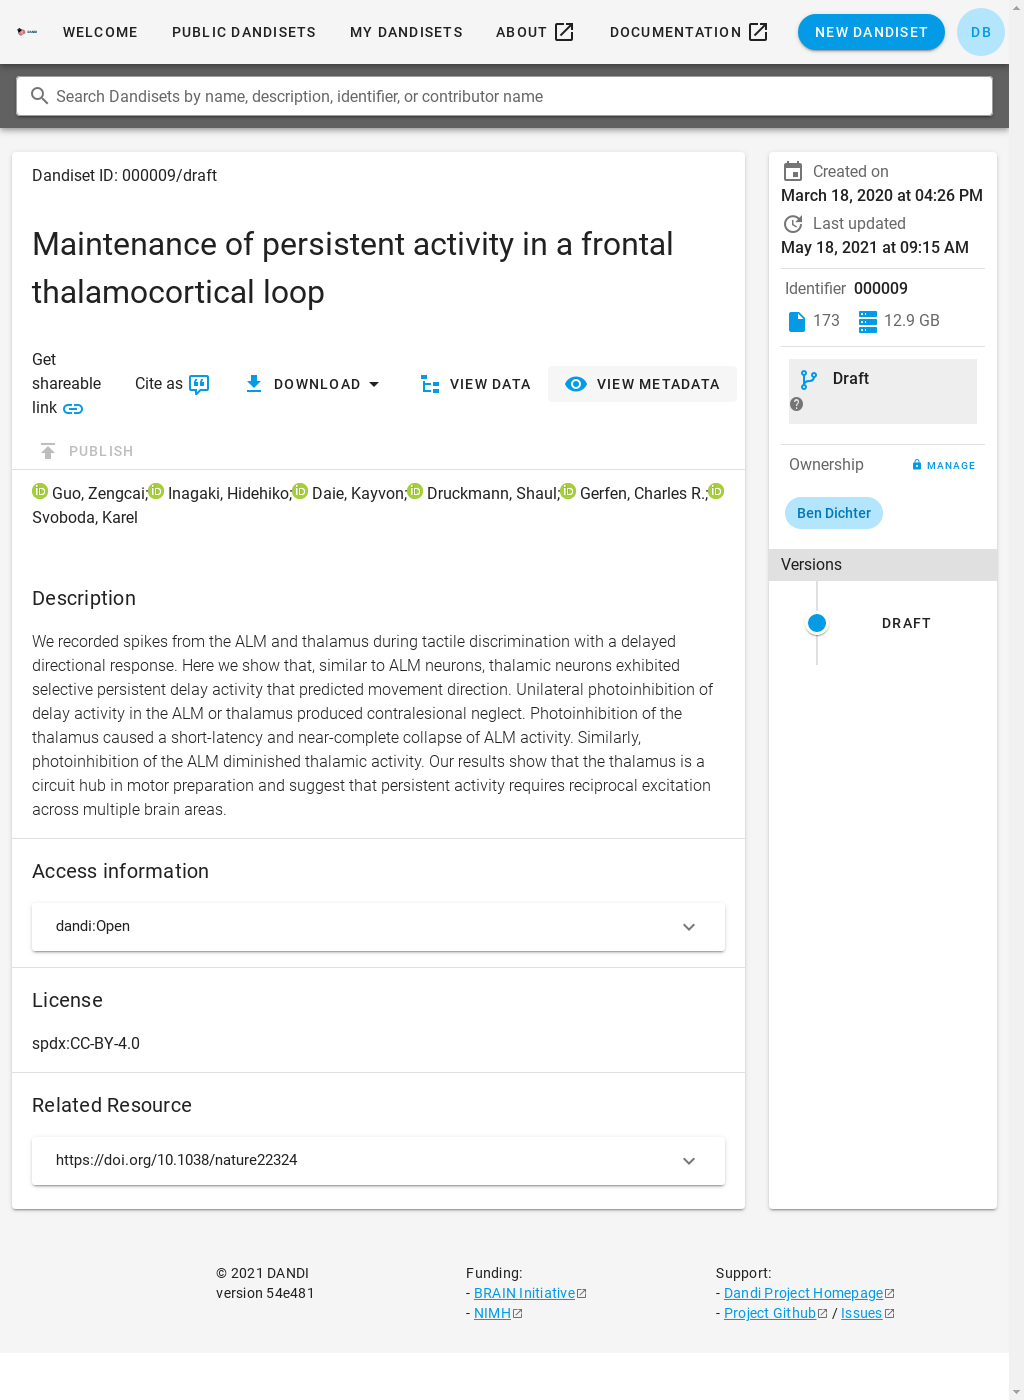 WELCOME PUBLIC DANDISETS MY DANDISETS ABOUT DOCUMENTATION NEW DANDISET DB
Search Dandisets by name, description, identifier, or contributor name
Dandiset ID: 000009/draft
Maintenance of persistent activity in a frontal
thalamocortical loop
Get
shareable
link
Cite as
DOWNLOAD
VIEW DATA
VIEW METADATA
PUBLISH
Guo, Zengcai; Inagaki, Hidehiko; Daie, Kayvon; Druckmann, Shaul; Gerfen, Charles R.;
Svoboda, Karel
Description
We recorded spikes from the ALM and thalamus during tactile discrimination with a delayed
directional response. Here we show that, similar to ALM neurons, thalamic neurons exhibited
selective persistent delay activity that predicted movement direction. Unilateral photoinhibition of
delay activity in the ALM or thalamus produced contralesional neglect. Photoinhibition of the
thalamus caused a short-latency and near-complete collapse of ALM activity. Similarly,
photoinhibition of the ALM diminished thalamic activity. Our results show that the thalamus is a
circuit hub in motor preparation and suggest that persistent activity requires reciprocal excitation
across multiple brain areas.
Access information
dandi:Open
License
spdx:CC-BY-4.0
Related Resource
https://doi.org/10.1038/nature22324
Created on
March 18, 2020 at 04:26 PM
Last updated
May 18, 2021 at 09:15 AM
Identifier 000009
173 12.9 GB
Draft
Ownership MANAGE
Ben Dichter
Versions
DRAFT
© 2021 DANDI
version 54e481
Funding:
- BRAIN Initiative
- NIMH
Support:
- Dandi Project Homepage
- Project Github / Issues